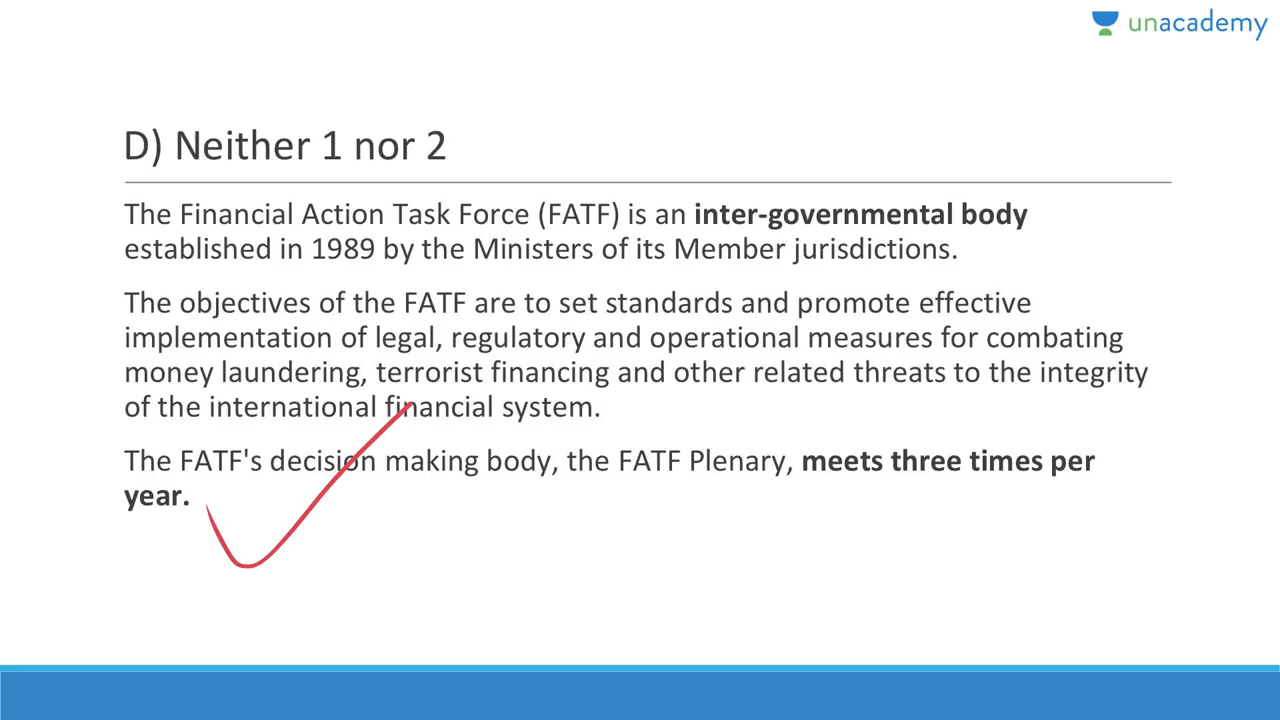 unacademy
D) Neither 1 nor 2
The Financial Action Task Force (FATF) is an inter-governmental body
established in 1989 by the Ministers of its Member jurisdictions.
The objectives of the FATF are to set standards and promote effective
implementation of legal, regulatory and operational measures for combating
money laundering, terrorist financing and other related threats to the integrity
of the international financial system.
The FATF's decision making body, the FATF Plenary, meets three times per
year.